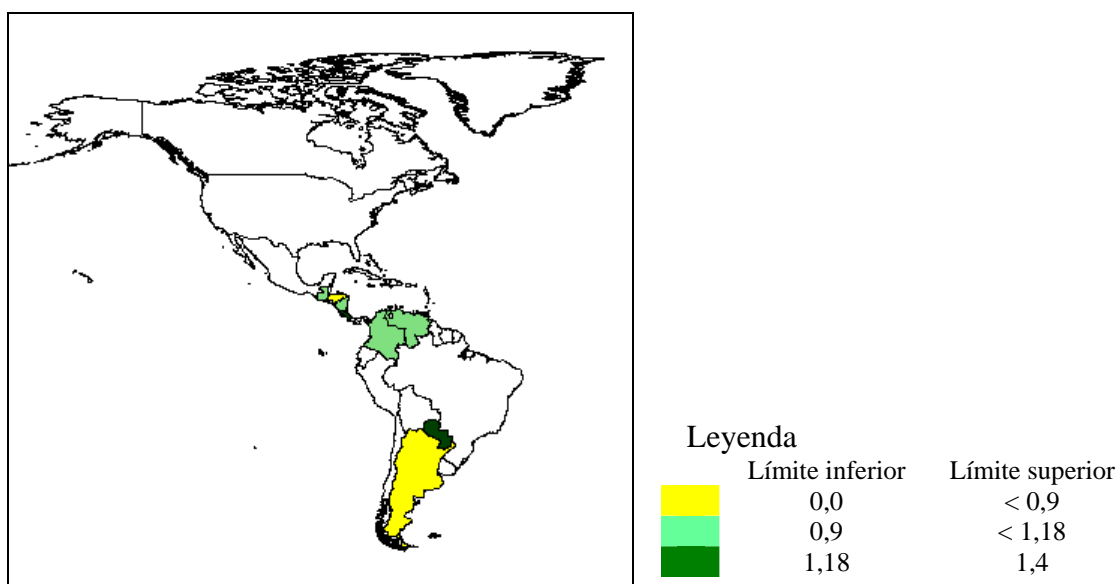 Leyenda
Límite inferior Límite superior
0,0 < 0,9
0,9 < 1,18
1,18 1,4